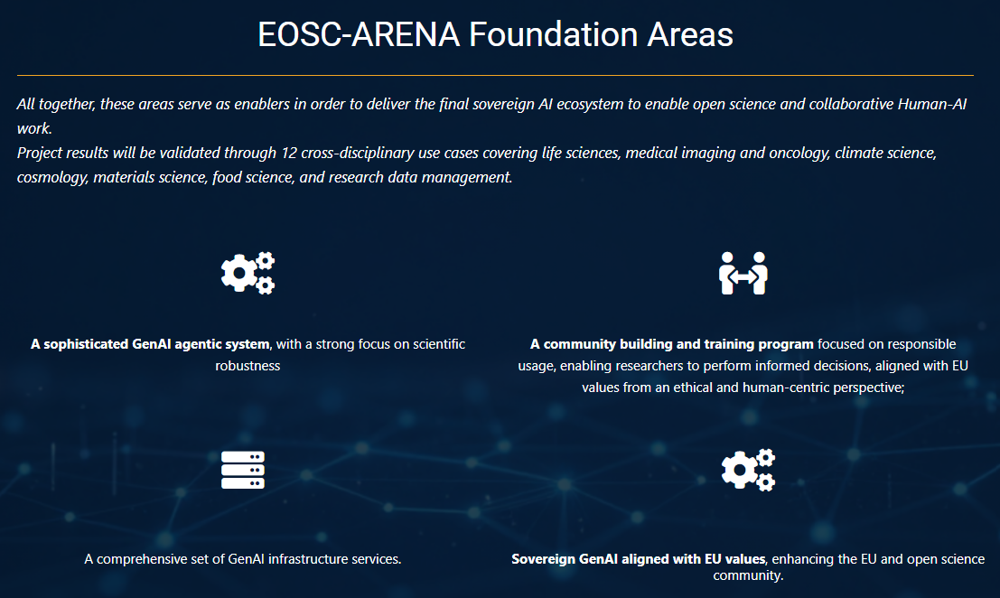 EOSC-ARENA Foundation Areas
All together, these areas serve as enablers in order to deliver the final sovereign AI ecosystem to enable open science and collaborative Human-AI
work.
Project results will be validated through 12 cross-disciplinary use cases covering life sciences, medical imaging and oncology, climate science,
cosmology, materials science, food science, and research data management.
A sophisticated GenAI agentic system, with a strong focus on scientific
robustness
A community building and training program focused on responsible
usage, enabling researchers to perform informed decisions, aligned with EU
values from an ethical and human-centric perspective;
A comprehensive set of GenAI infrastructure services.
Sovereign GenAI aligned with EU values, enhancing the EU and open science
community.